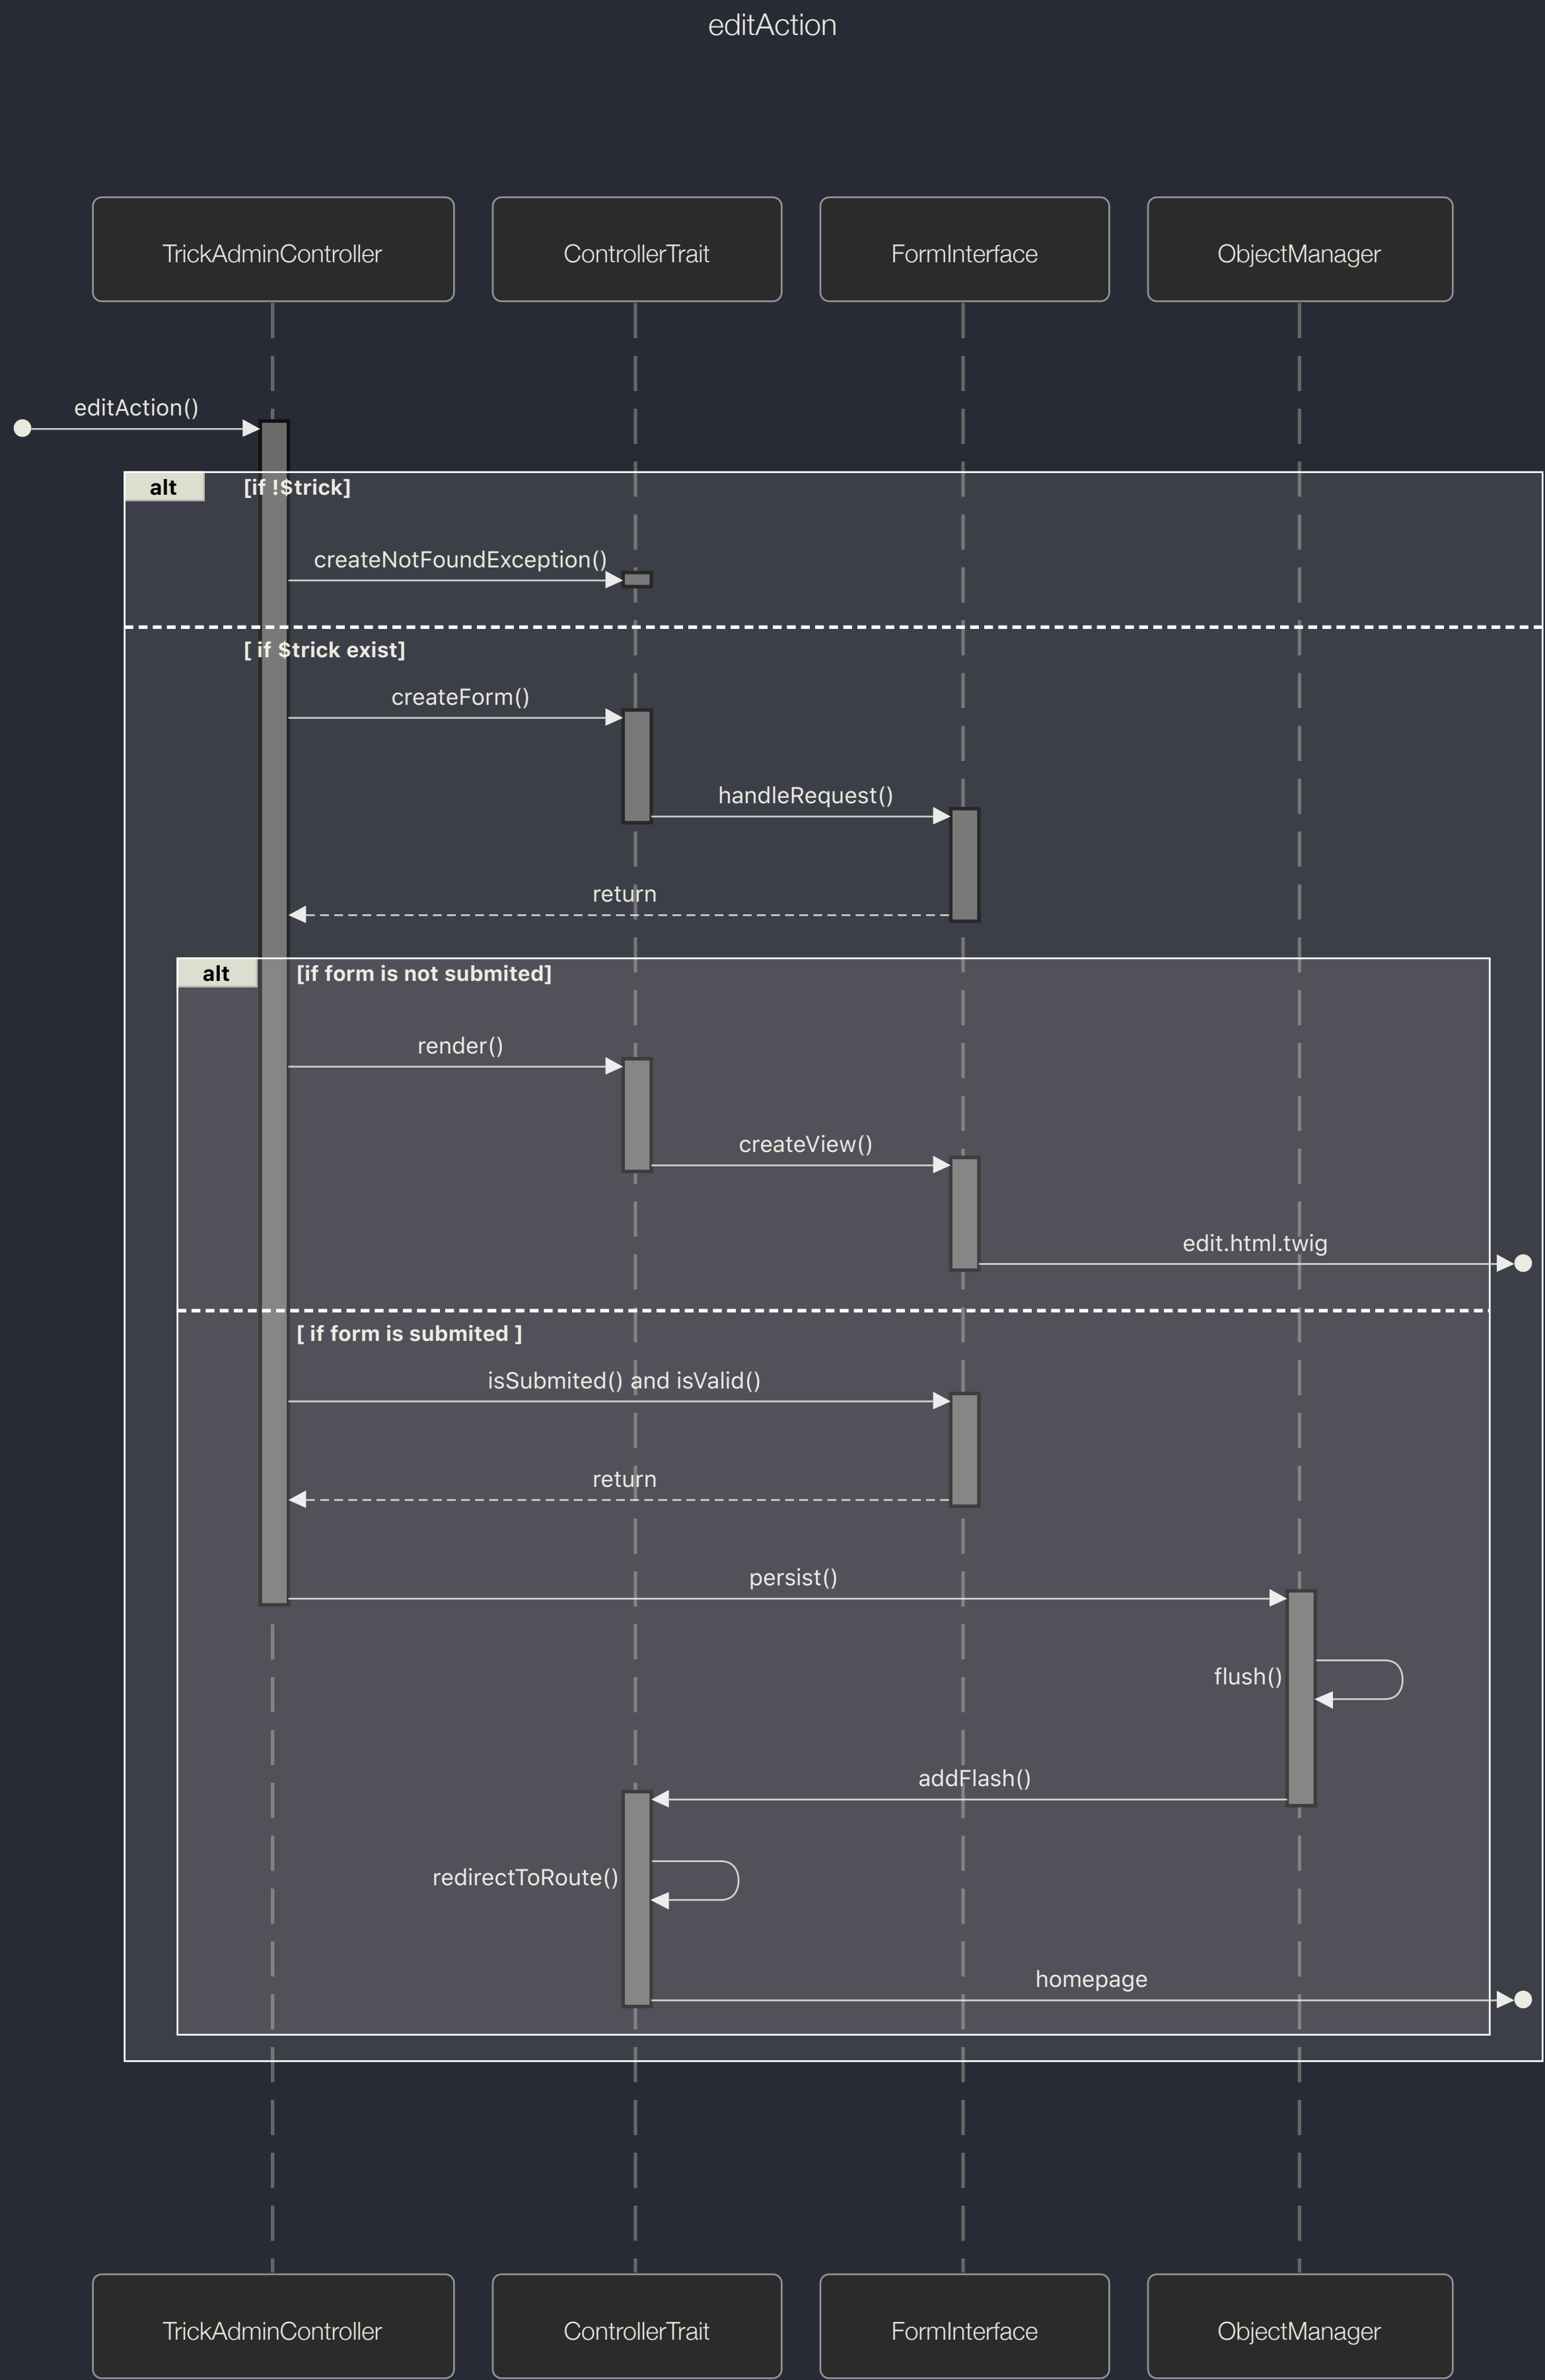 editAction
TrickAdminController
ControllerTrait
FormInterface
ObjectManager
editAction()
alt
[if !$trick]
createNotFoundException()
[ if $trick exist]
createForm()
handleRequest()
return
alt
[if form is not submited]
render()
createView()
edit.html.twig
[ if form is submited ]
isSubmited() and isValid()
return
persist()
flush()
addFlash()
redirectToRoute()
homepage
TrickAdminController
ControllerTrait
FormInterface
ObjectManager